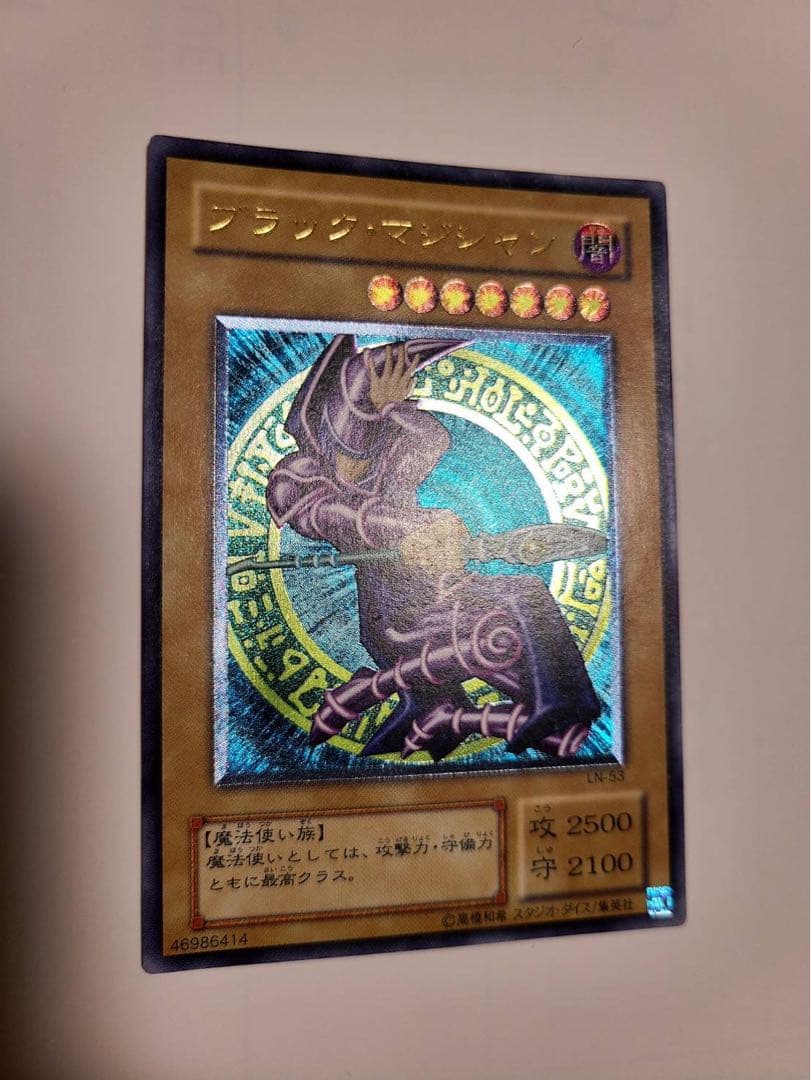 ブラック・マジシャン
闇
LN-53
【魔法使い族】
魔法使いとしては、攻撃力・守備力
ともに最高クラス。
攻 2500
守 2100
46986414
©高橋和希 スタジオ・ダイス/集英社